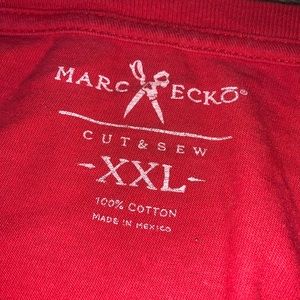 MARC ECKŌ®
CUT & SEW
-XXL-
100% COTTON
MADE IN MEXICO